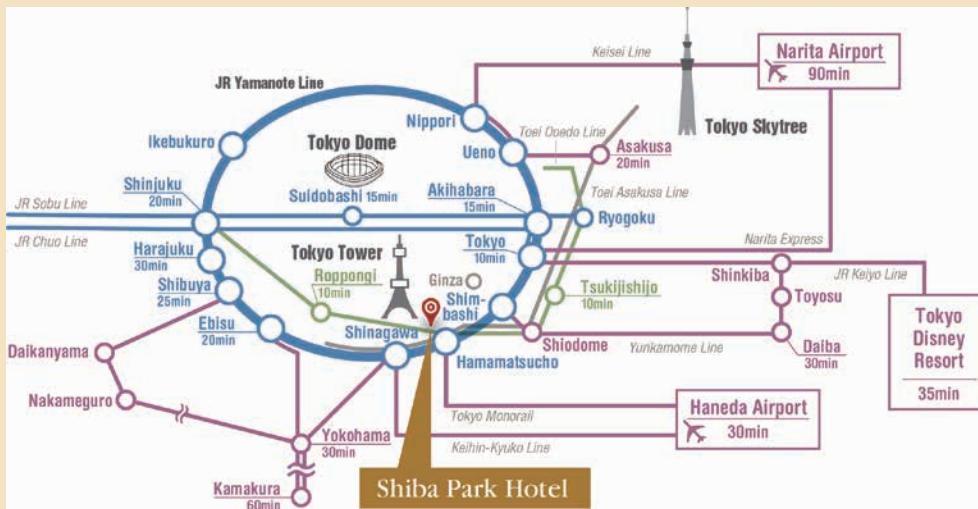 Keisei Line
Narita Airport
90min
JR Yamanote Line
Nippori
Tokyo Skytree
Ikebukuro
Tokyo Dome
Ueno
Toei Ooedo Line
Asakusa
20min
Shinjuku
20min
Suidobashi 15min
Akihabara
15min
Toei Asakusa Line
JR Sobu Line
Ryogoku
JR Chuo Line
Harajuku
30min
Tokyo Tower
Tokyo
10min
Narita Express
Roppongi
10min
Ginza
Shinkiba
JR Keiyo Line
Shibuya
25min
Shim-
bashi
Tsukijishijo
10min
Toyosu
Tokyo
Disney
Resort
35min
Ebisu
20min
Shinagawa
Shiodome
Daikanyama
Hamamatsucho
Yurikamome Line
Daiba
30min
Nakameguro
Tokyo Monorail
Haneda Airport
30min
Yokohama
30min
Keihin-Kyuko Line
Kamakura
60min
Shiba Park Hotel